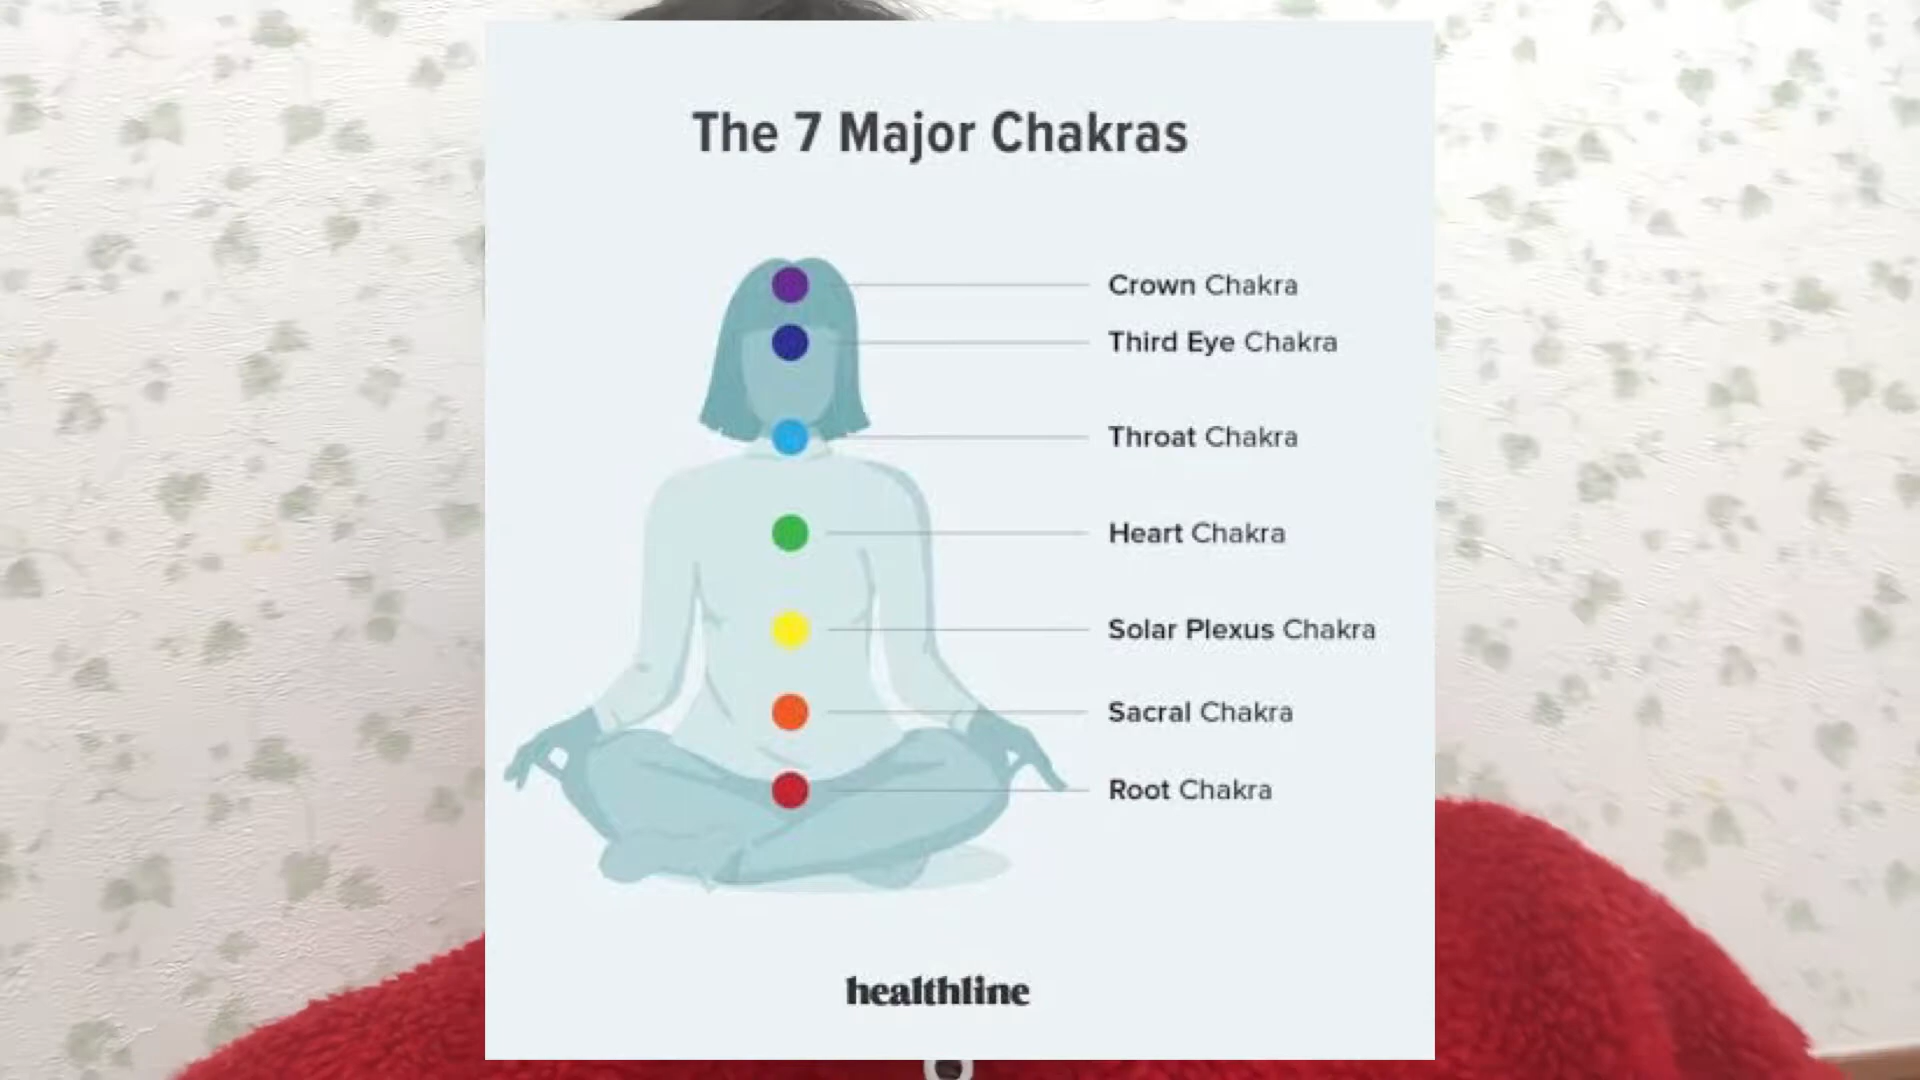 The 7 Major Chakras
Crown Chakra
Third Eye Chakra
Throat Chakra
Heart Chakra
Solar Plexus Chakra
Sacral Chakra
Root Chakra
healthline